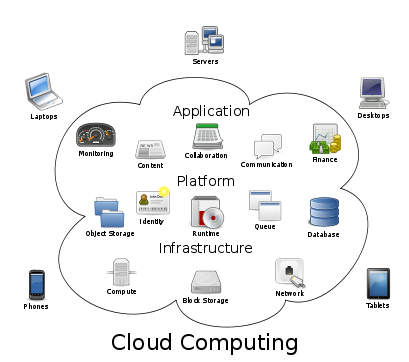 Servers
Laptops
Desktops
Application
Monitoring
NEWS
Content
Collaboration
Communication
Finance
Platform
Object Storage
Identity
Runtime
Queue
Database
Infrastructure
Compute
Block Storage
Network
Phones
Tablets
Cloud Computing